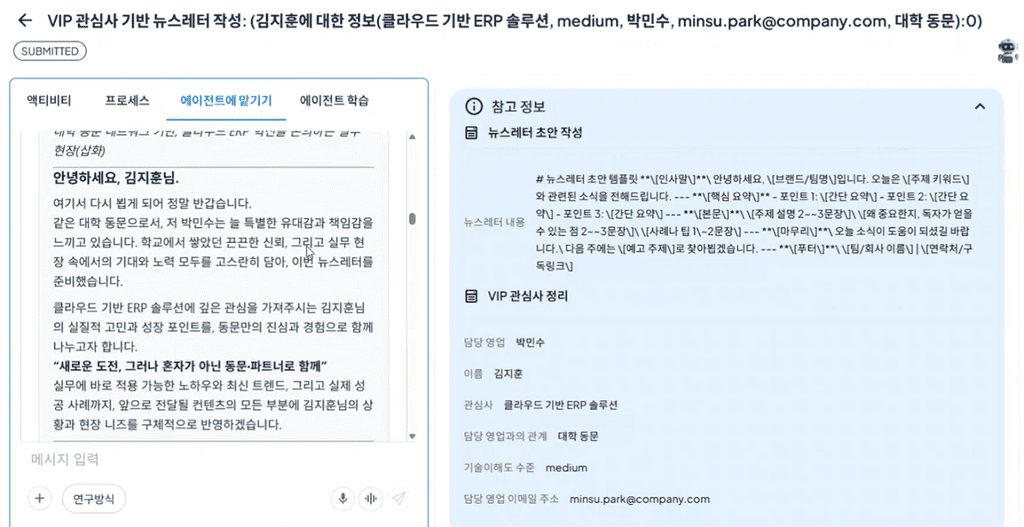 VIP 관심사 기반 뉴스레터 작성: (김지훈에 대한 정보(클라우드 기반 ERP 솔루션, medium, 박민수, minsu.park@company.com, 대학 동문):0)
SUBMITTED
액티비티
프로세스
에이전트에 맡기기
에이전트 학습
대학 동문 네트워크 기반, 클라우드 ERP 혁신을 논의하는 실무
현장(삽화)
안녕하세요, 김지훈님.
여기서 다시 뵙게 되어 정말 반갑습니다.
같은 대학 동문으로서, 저 박민수는 늘 특별한 유대감과 책임감을
느끼고 있습니다. 학교에서 쌓았던 끈끈한 신뢰, 그리고 실무 현
장 속에서의 기대와 노력 모두를 고스란히 담아, 이번 뉴스레터를
준비했습니다.
클라우드 기반 ERP 솔루션에 깊은 관심을 가져주시는 김지훈님
의 실질적 고민과 성장 포인트를, 동문만의 진심과 경험으로 함께
나누고자 합니다.
“새로운 도전, 그러나 혼자가 아닌 동문·파트너로 함께”
실무에 바로 적용 가능한 노하우와 최신 트렌드, 그리고 실제 성
공 사례까지, 앞으로 전달될 컨텐츠의 모든 부분에 김지훈님의 상
황과 현장 니즈를 구체적으로 반영하겠습니다.
메시지 입력
연구방식
참고 정보
뉴스레터 초안 작성
뉴스레터 내용
# 뉴스레터 초안 템플릿 **\[인사말\]**\ 안녕하세요, \[브랜드/팀명\]입니다. 오늘은 \[주제 키워드\]
와 관련된 소식을 전해드립니다. --- **\[핵심 요약\]** - 포인트 1: \[간단 요약\] - 포인트 2: \[간단 요
약\] - 포인트 3: \[간단 요약\] --- **\[본문\]**\ \[주제 설명 2~~3문장\]\ \[왜 중요한지, 독자가 얻을
수 있는 점 2~~3문장\]\ \[사례나 팁 1\~2문장\] --- **\[마무리\]**\ 오늘 소식이 도움이 되셨길 바랍
니다.\ 다음 주에는 \[예고 주제\]로 찾아뵙겠습니다. --- **\[푸터\]**\ \[팀/회사 이름\] | \[연락처/구
독링크\]
VIP 관심사 정리
담당 영업 박민수
이름 김지훈
관심사 클라우드 기반 ERP 솔루션
담당 영업과의 관계 대학 동문
기술이해도 수준 medium
담당 영업 이메일 주소 minsu.park@company.com